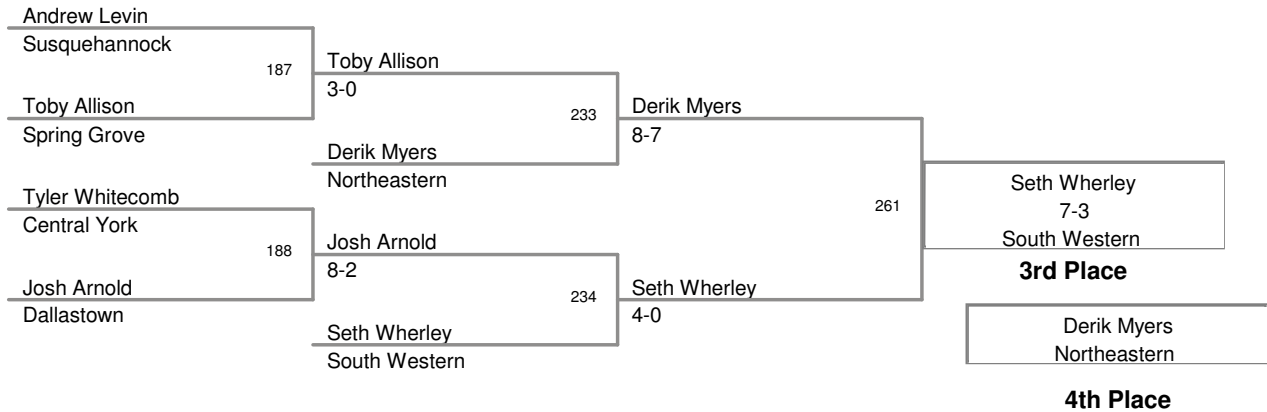 Andrew Levin
Susquehannock
187
Toby Allison
3-0
Toby Allison
Spring Grove
233
Derik Myers
8-7
Derik Myers
Northeastern
Tyler Whitecomb
Central York
261
Seth Wherley
7-3
South Western
3rd Place
188
Josh Arnold
8-2
Josh Arnold
Dallastown
234
Seth Wherley
4-0
Seth Wherley
South Western
Derik Myers
Northeastern
4th Place